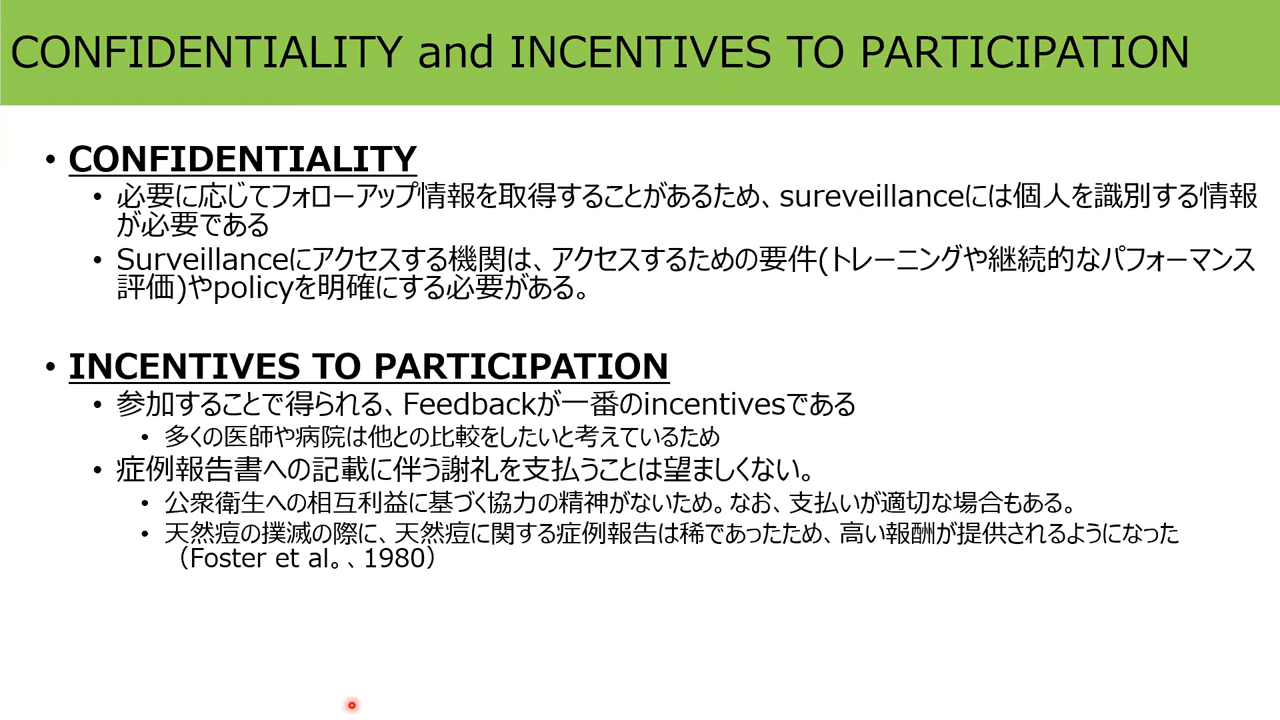 CONFIDENTIALITY and INCENTIVES TO PARTICIPATION
• CONFIDENTIALITY
• 必要に応じてフォローアップ情報を取得することがあるため、sureveillanceには個人を識別する情報
が必要である
• Surveillanceにアクセスする機関は、アクセスするための要件(トレーニングや継続的なパフォーマンス
評価)やpolicyを明確にする必要がある。
• INCENTIVES TO PARTICIPATION
• 参加することで得られる、Feedbackが一番のincentivesである
• 多くの医師や病院は他との比較をしたいと考えているため
• 症例報告書への記載に伴う謝礼を支払うことは望ましくない。
• 公衆衛生への相互利益に基づく協力の精神がないため。なお、支払いが適切な場合もある。
• 天然痘の撲滅の際に、天然痘に関する症例報告は稀であったため、高い報酬が提供されるようになった
（Foster et al。、1980）